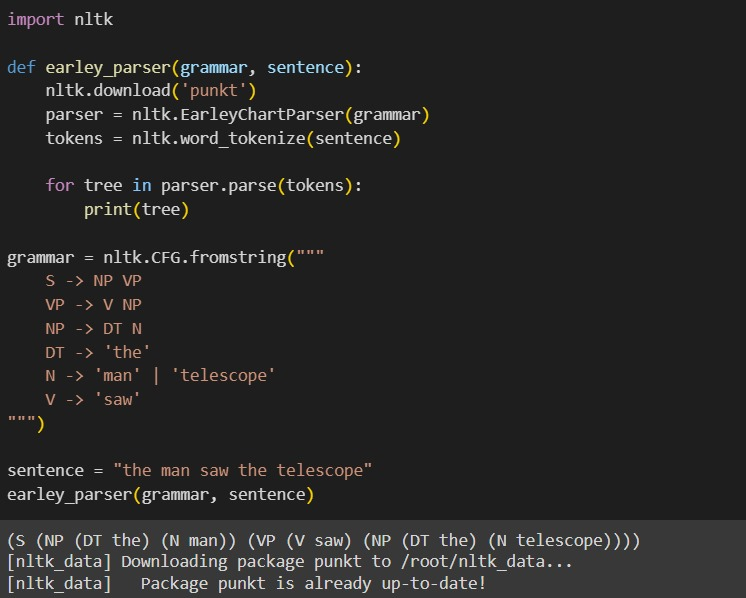 import nltk
def earley_parser(grammar, sentence):
    nltk.download('punkt')
    parser = nltk.EarleyChartParser(grammar)
    tokens = nltk.word_tokenize(sentence)
    for tree in parser.parse(tokens):
        print(tree)
grammar = nltk.CFG.fromstring("""
    S -> NP VP
    VP -> V NP
    NP -> DT N
    DT -> 'the'
    N -> 'man' | 'telescope'
    V -> 'saw'
""")
sentence = "the man saw the telescope"
earley_parser(grammar, sentence)
(S (NP (DT the) (N man)) (VP (V saw) (NP (DT the) (N telescope))))
[nltk_data] Downloading package punkt to /root/nltk_data...
[nltk_data]   Package punkt is already up-to-date!